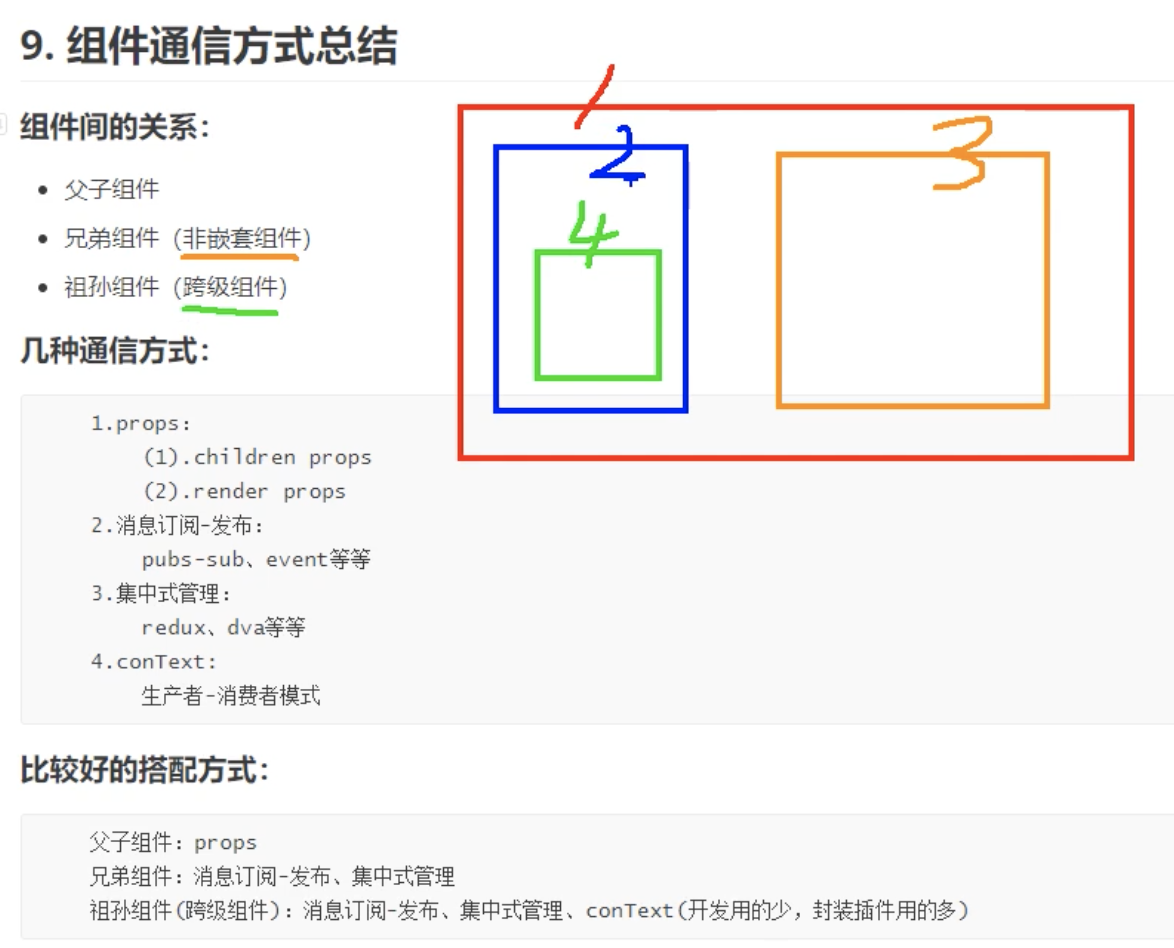 9. 组件通信方式总结
组件间的关系：
父子组件
兄弟组件（非嵌套组件）
祖孙组件（跨级组件）
1
2
3
4
几种通信方式：
1.props：
(1).children props
(2).render props
2.消息订阅-发布：
pubs-sub、event等等
3.集中式管理：
redux、dva等等
4.conText:
生产者-消费者模式
比较好的搭配方式：
父子组件：props
兄弟组件：消息订阅-发布、集中式管理
祖孙组件(跨级组件)：消息订阅-发布、集中式管理、conText(开发用的少，封装插件用的多)